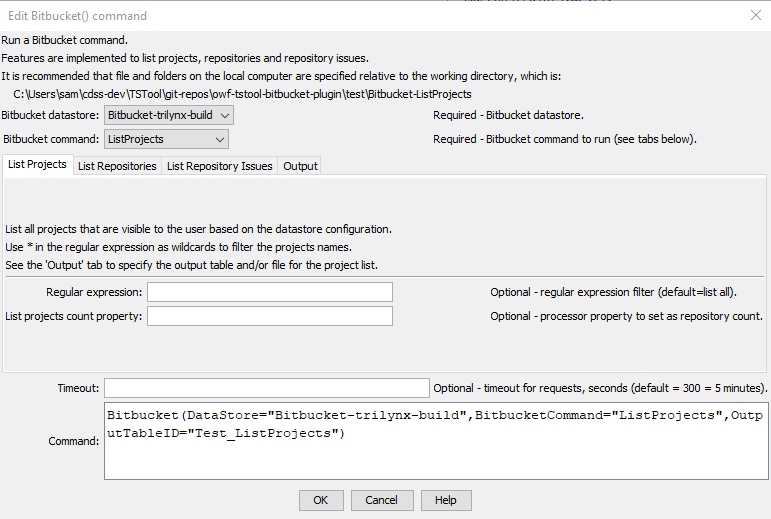 Edit Bitbucket() command
Run a Bitbucket command.
Features are implemented to list projects, repositories and repository issues.
It is recommended that file and folders on the local computer are specified relative to the working directory, which is:
C:\Users\sam\cdss-dev\TSTool\git-repos\owf-tstool-bitbucket-plugin\test\Bitbucket-ListProjects
Bitbucket datastore: Bitbucket-trilynx-build Required - Bitbucket datastore.
Bitbucket command: ListProjects Required - Bitbucket command to run (see tabs below).
List Projects List Repositories List Repository Issues Output
List all projects that are visible to the user based on the datastore configuration.
Use * in the regular expression as wildcards to filter the projects names.
See the 'Output' tab to specify the output table and/or file for the project list.
Regular expression: Optional - regular expression filter (default=list all).
List projects count property: Optional - processor property to set as repository count.
Timeout: Optional - timeout for requests, seconds (default = 300 = 5 minutes).
Command: Bitbucket(DataStore="Bitbucket-trilynx-build",BitbucketCommand="ListProjects",Outp
utTableID="Test_ListProjects")
OK Cancel Help